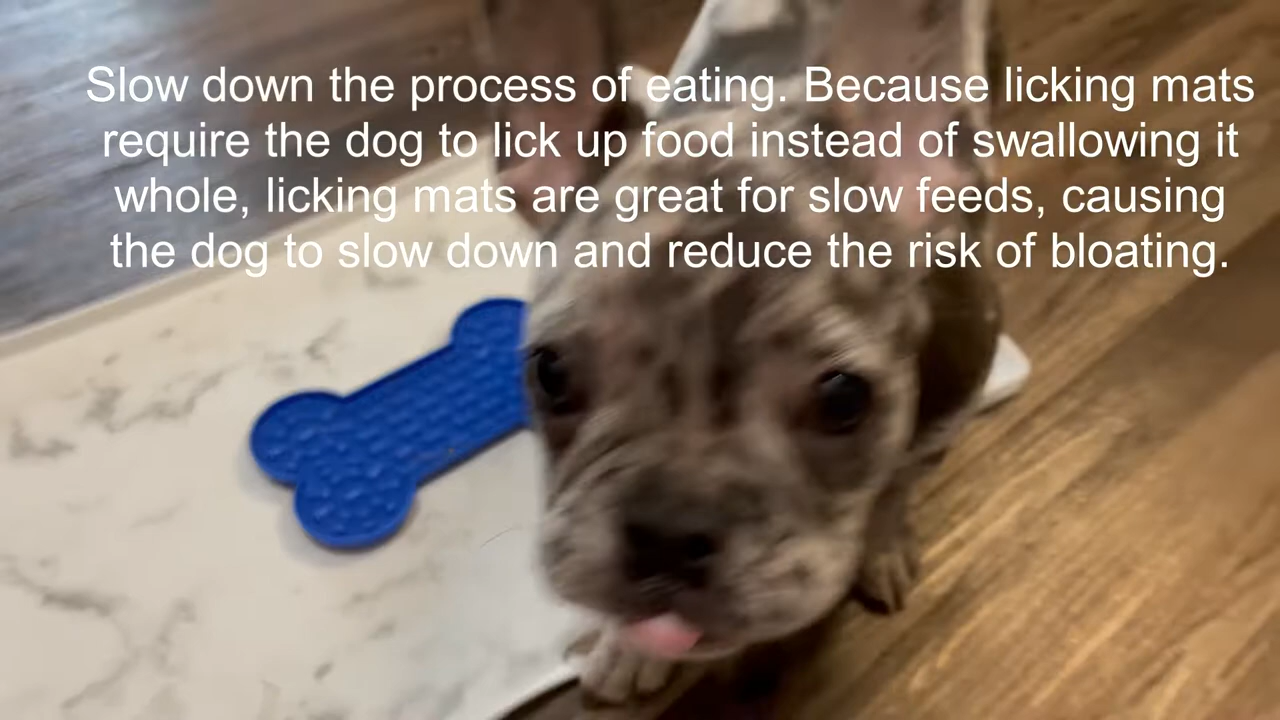 Slow down the process of eating. Because licking mats
require the dog to lick up food instead of swallowing it
whole, licking mats are great for slow feeds, causing
the dog to slow down and reduce the risk of bloating.